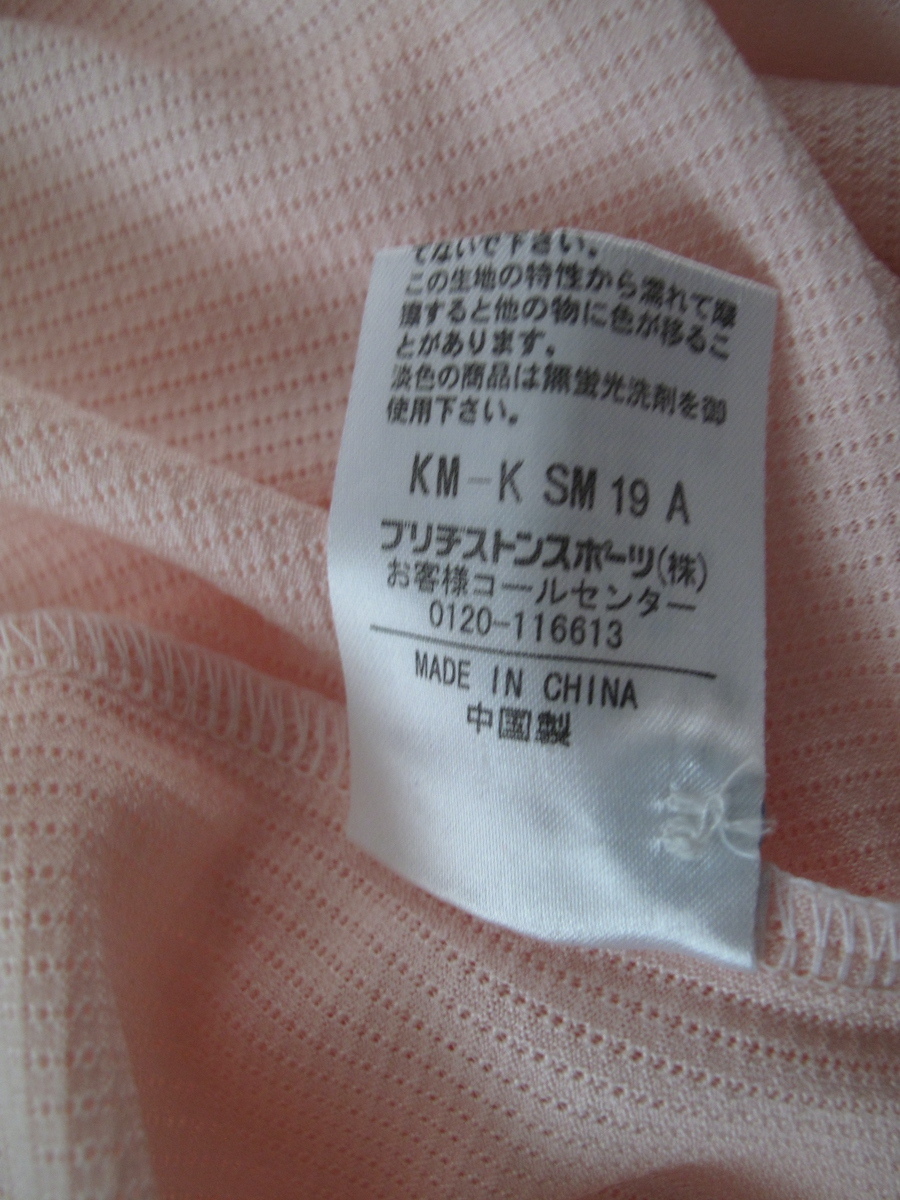 てないで下さい。
この生地の特性から濡れて摩
擦すると他の物に色が移るこ
とがあります。
淡色の商品は無蛍光洗剤を御
使用下さい。
KM-K SM 19 A
ブリヂストンスポーツ(株)
お客様コールセンター
0120-116613
MADE IN CHINA
中国製